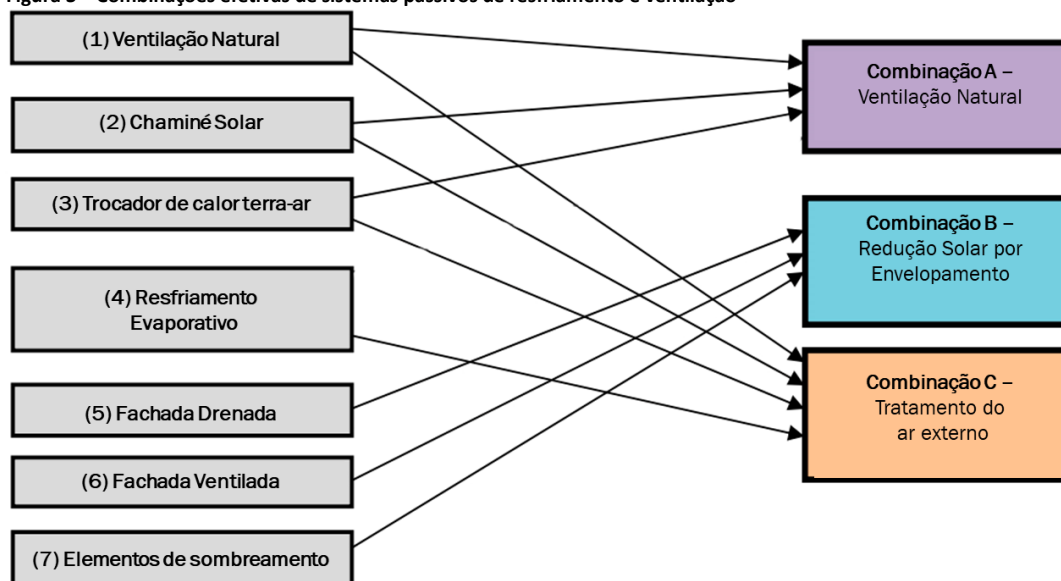 Figura 3 – Combinações efetivas de sistemas passivos de resfriamento e ventilação
(1) Ventilação Natural
(2) Chaminé Solar
(3) Trocador de calor terra-ar
(4) Resfriamento
Evaporativo
(5) Fachada Drenada
(6) Fachada Ventilada
(7) Elementos de sombreamento
Combinação A –
Ventilação Natural
Combinação B –
Redução Solar por
Envelopamento
Combinação C –
Tratamento do
ar externo